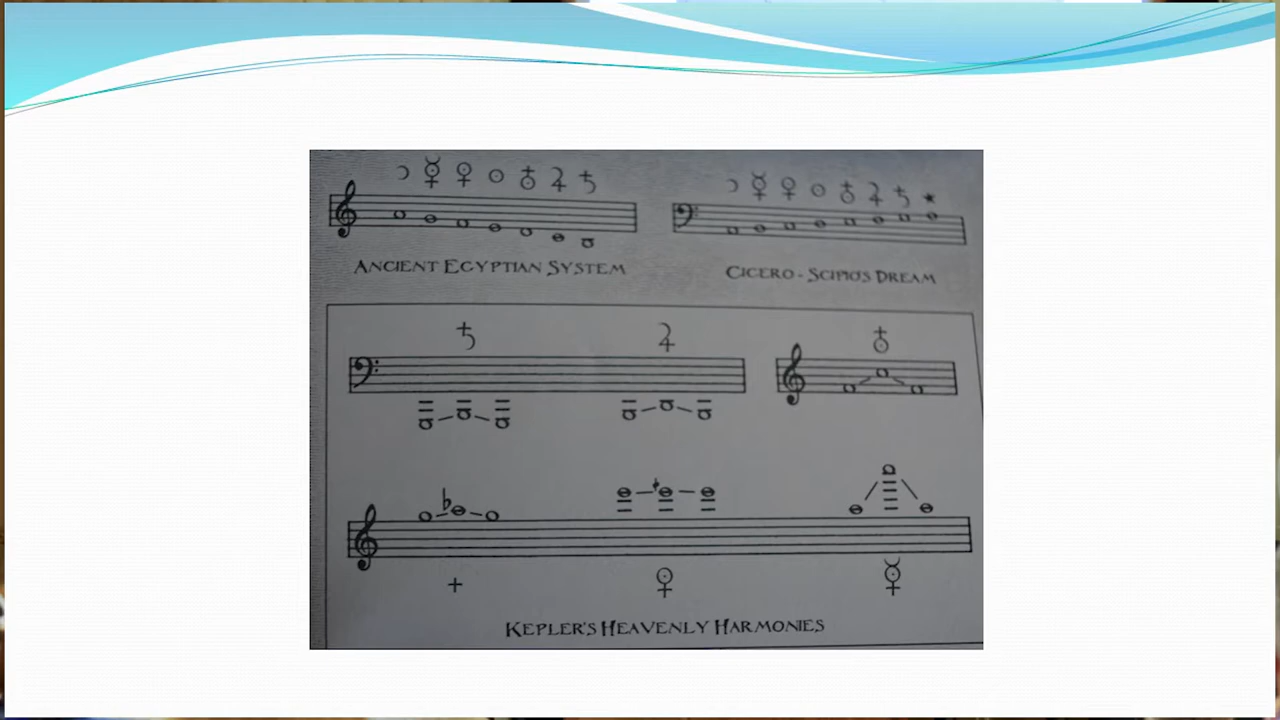 ANCIENT EGYPTIAN SYSTEM
CICERO - SCIPIO'S DREAM
KEPLER'S HEAVENLY HARMONIES